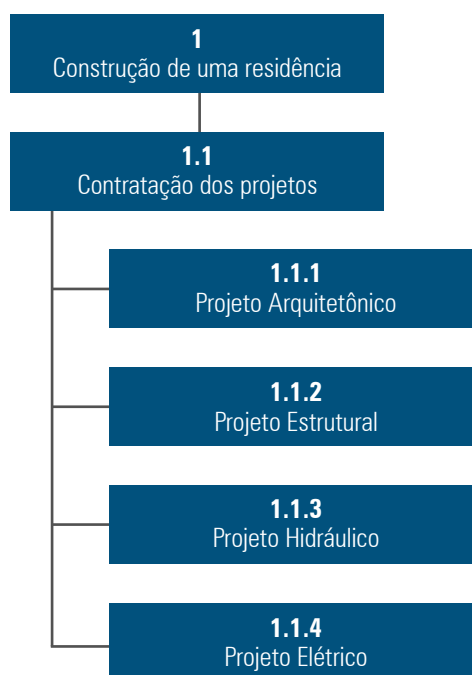 1
Construção de uma residência
1.1
Contratação dos projetos
1.1.1
Projeto Arquitetônico
1.1.2
Projeto Estrutural
1.1.3
Projeto Hidráulico
1.1.4
Projeto Elétrico